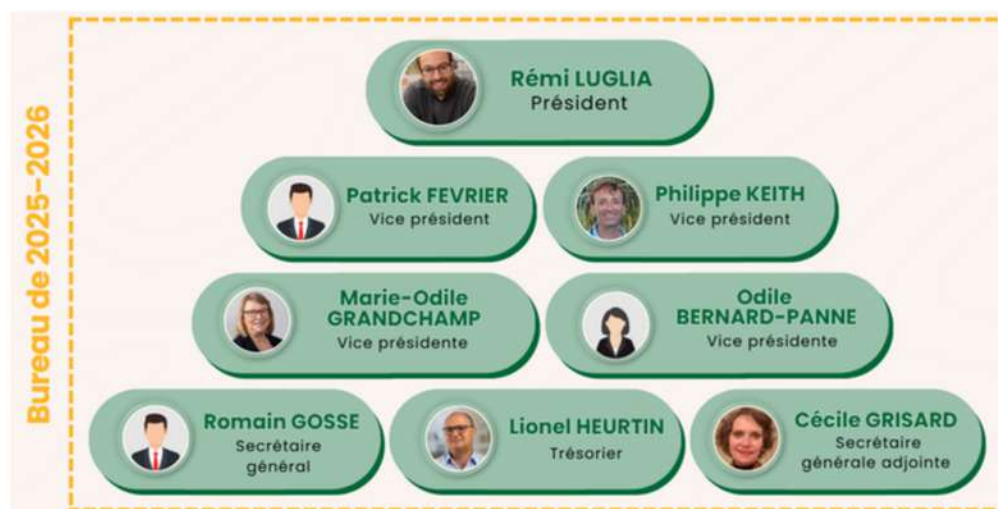 Bureau de 2025-2026
Rémi LUGLIA
Président
Patrick FEVRIER
Vice président
Philippe KEITH
Vice président
Marie-Odile
GRANDCHAMP
Vice présidente
Odile
BERNARD-PANNE
Vice présidente
Romain GOSSE
Secrétaire
général
Lionel HEURTIN
Trésorier
Cécile GRISARD
Secrétaire
générale adjointe